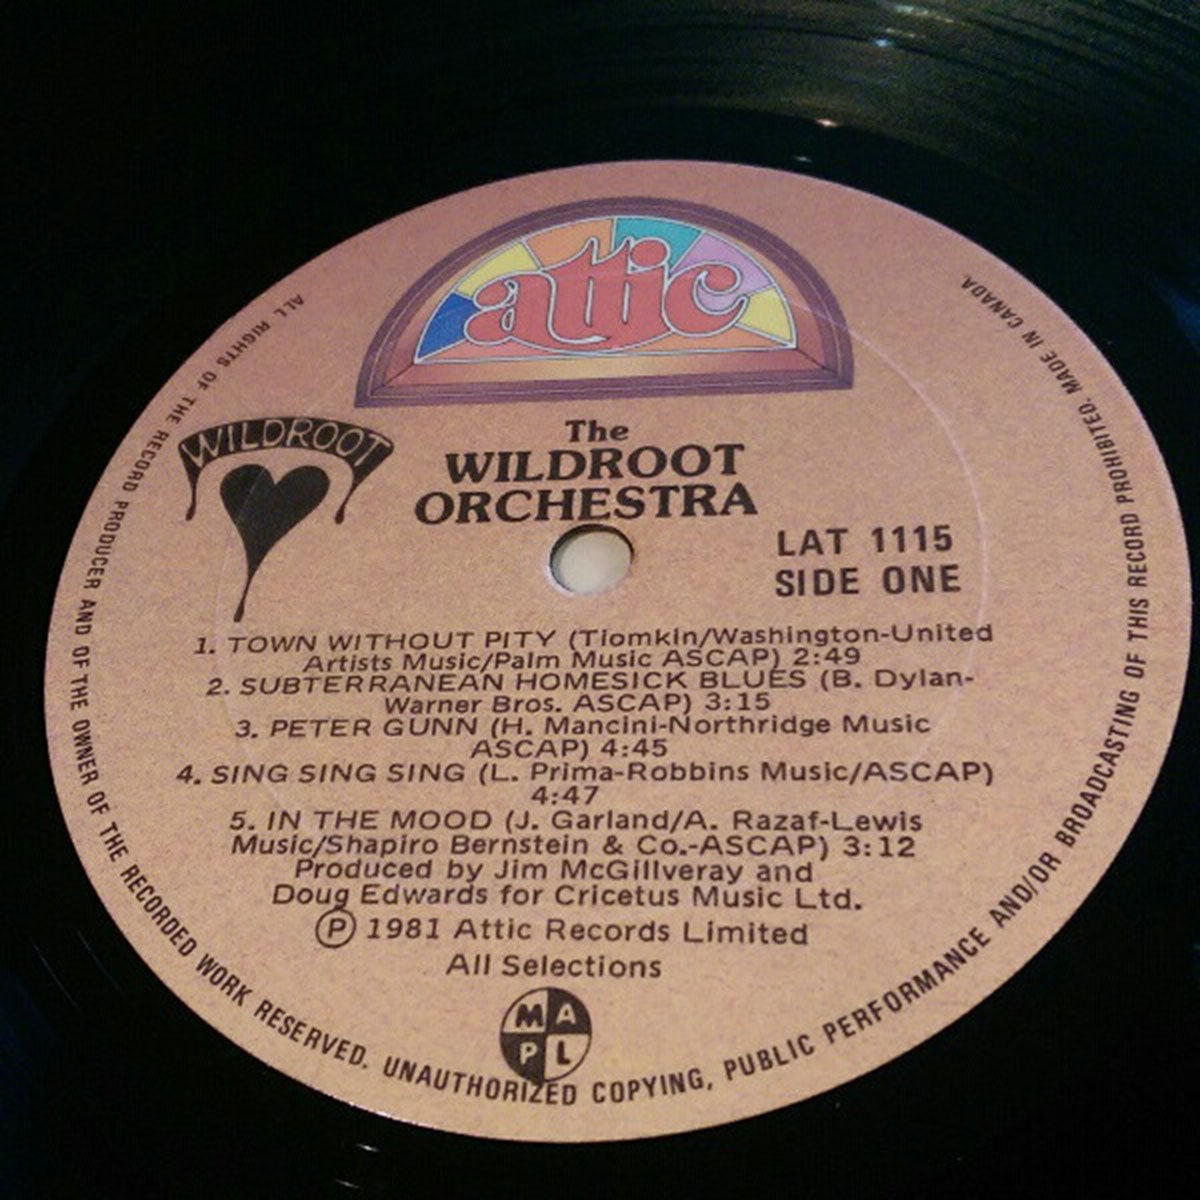 attic
WILDROOT
The
WILDROOT
ORCHESTRA
LAT 1115
SIDE ONE
1. TOWN WITHOUT PITY (Tiomkin/Washington-United
Artists Music/Palm Music ASCAP) 2:49
2. SUBTERRANEAN HOMESICK BLUES (B. Dylan-
Warner Bros. ASCAP) 3:15
3. PETER GUNN (H. Mancini-Northridge Music
ASCAP) 4:45
4. SING SING SING (L. Prima-Robbins Music/ASCAP)
4:47
5. IN THE MOOD (J. Garland/A. Razaf-Lewis
Music/Shapiro Bernstein & Co.-ASCAP) 3:12
Produced by Jim McGillveray and
Doug Edwards for Cricetus Music Ltd.
Ⓟ 1981 Attic Records Limited
All Selections
M A
P L
ALL RIGHTS OF THE RECORD PRODUCER AND OF THE OWNER OF THE RECORDED WORK RESERVED. UNAUTHORIZED COPYING, PUBLIC PERFORMANCE AND/OR BROADCASTING OF THIS RECORD PROHIBITED. MADE IN CANADA.